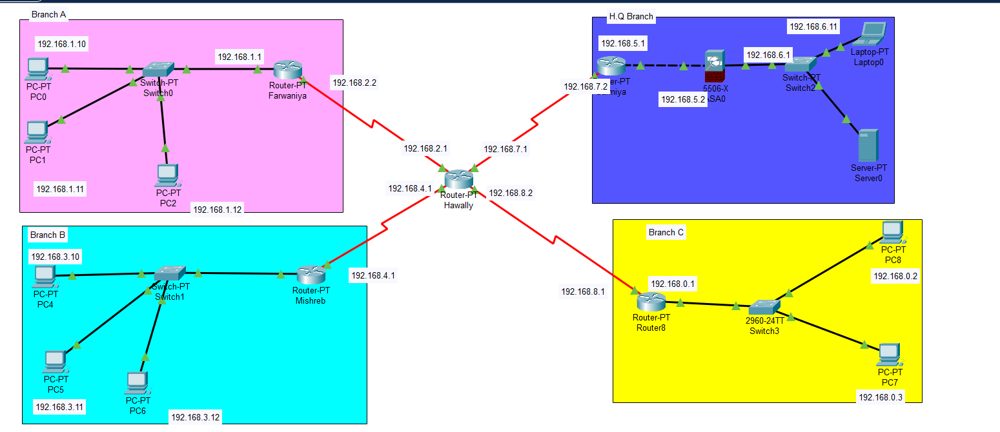 Branch A
192.168.1.10
192.168.1.1
PC-PT
PC0
Switch-PT
Switch0
Router-PT
Farwaniya
192.168.2.2
PC-PT
PC1
192.168.1.11
PC-PT
PC2
192.168.1.12
H.Q Branch
192.168.6.11
192.168.5.1
192.168.6.1
Laptop-PT
Laptop0
192.168.7.2
er-PT
miya
192.168.5.2
5506-X
ASA0
Switch-PT
Switch2
Server-PT
Server0
192.168.2.1
192.168.7.1
192.168.4.1
192.168.8.2
Router-PT
Hawally
Branch B
192.168.3.10
PC-PT
PC4
Switch-PT
Switch1
Router-PT
Mishreb
192.168.4.1
PC-PT
PC5
192.168.3.11
PC-PT
PC6
192.168.3.12
Branch C
PC-PT
PC8
192.168.0.2
192.168.8.1
192.168.0.1
Router-PT
Router8
2960-24TT
Switch3
PC-PT
PC7
192.168.0.3